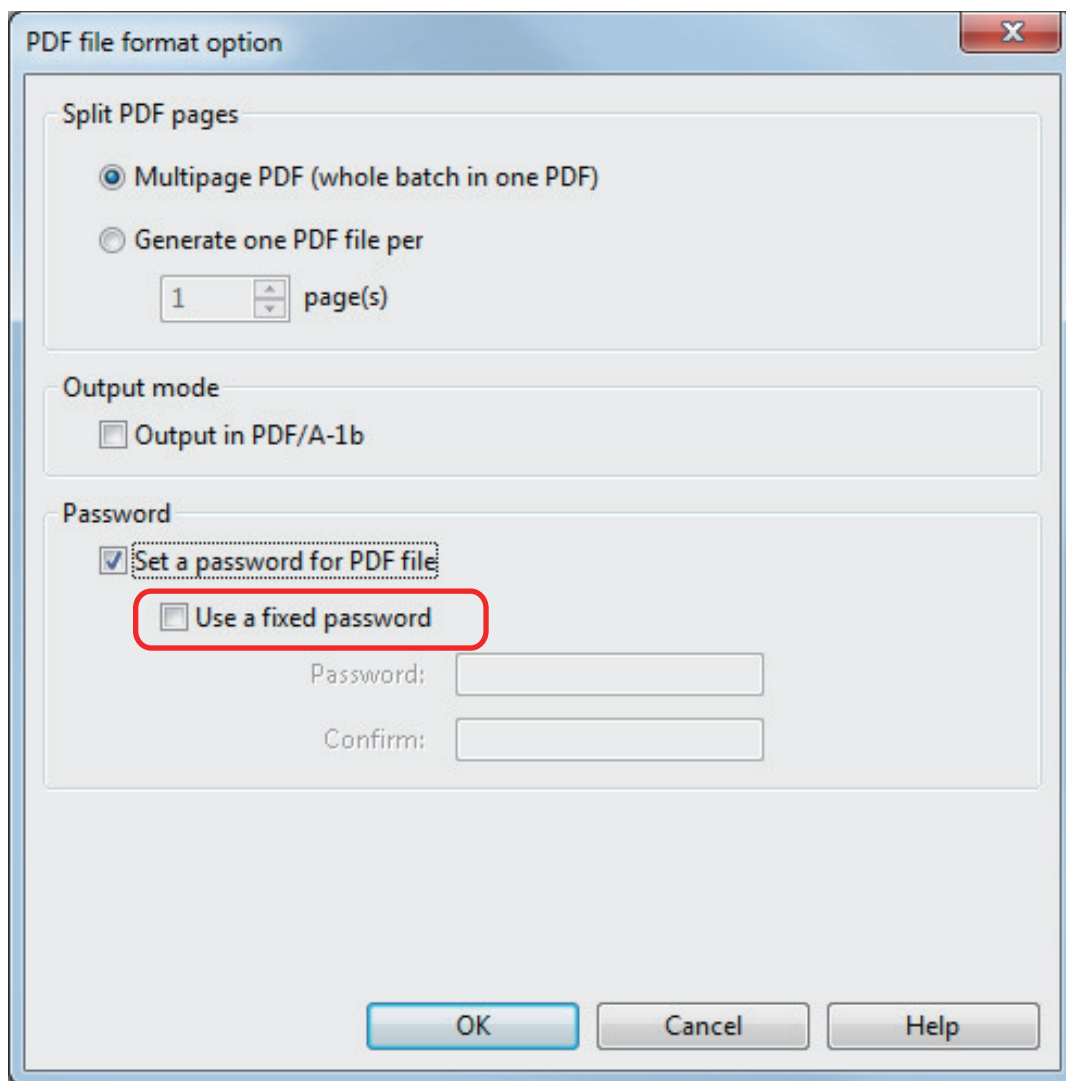 PDF file format option
Split PDF pages
Multipage PDF (whole batch in one PDF)
Generate one PDF file per
1 page(s)
Output mode
Output in PDF/A-1b
Password
Set a password for PDF file
Use a fixed password
Password:
Confirm:
OK Cancel Help